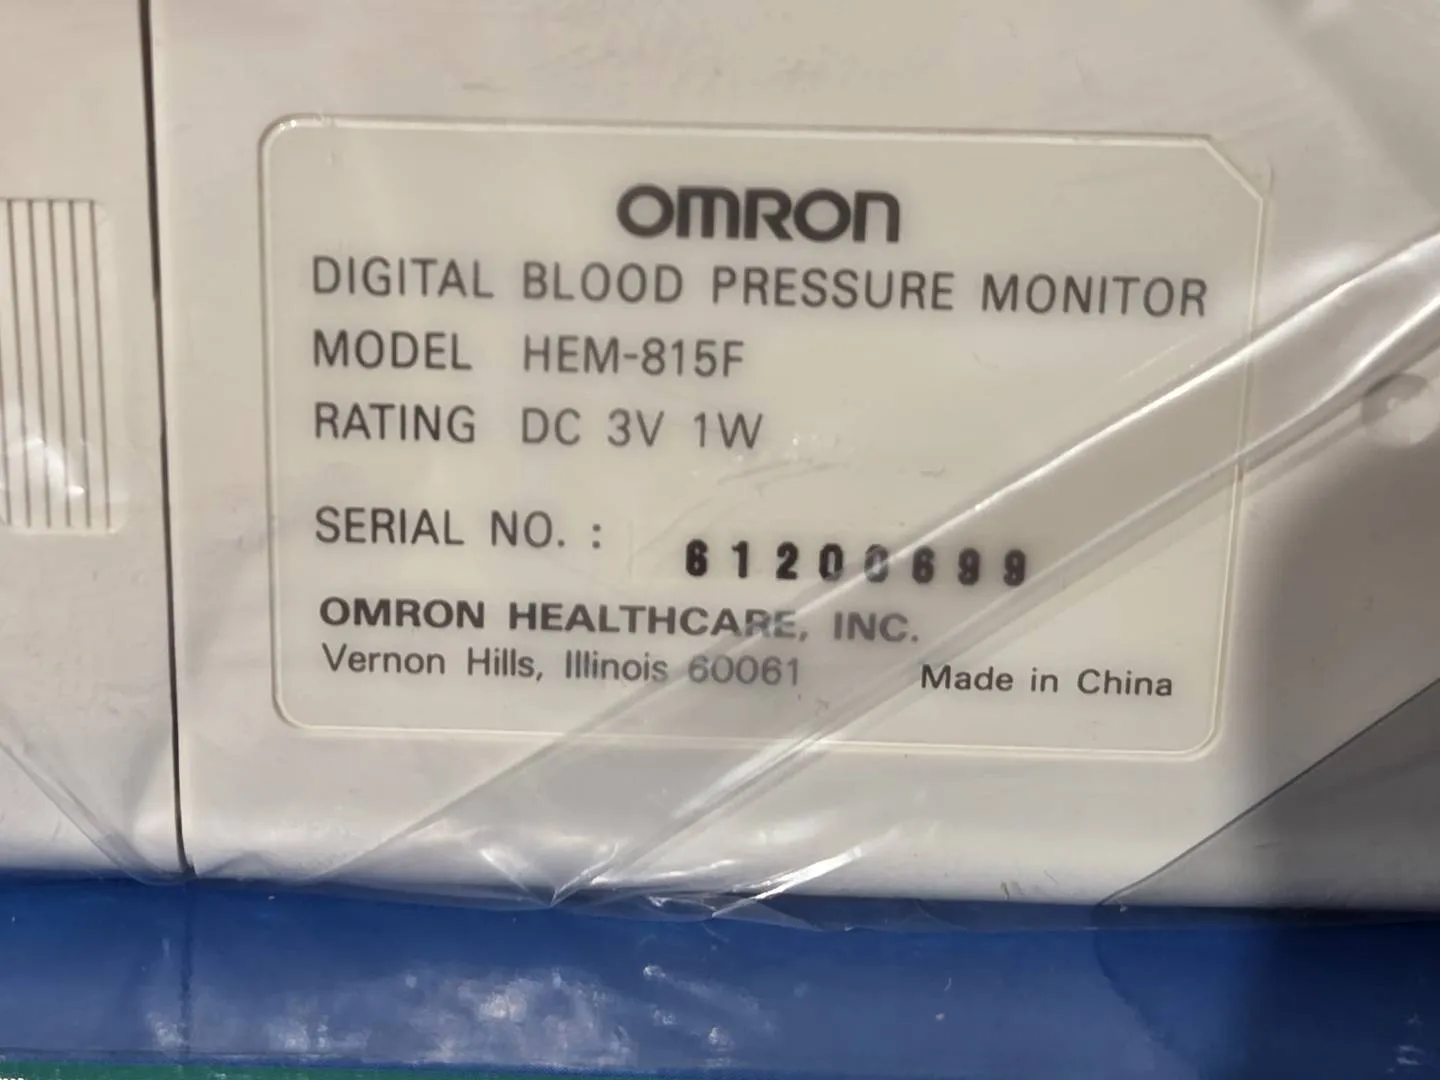 OMRON
DIGITAL BLOOD PRESSURE MONITOR
MODEL HEM-815F
RATING DC 3V 1W
SERIAL NO. : 61200699
OMRON HEALTHCARE, INC.
Vernon Hills, Illinois 60061 Made in China